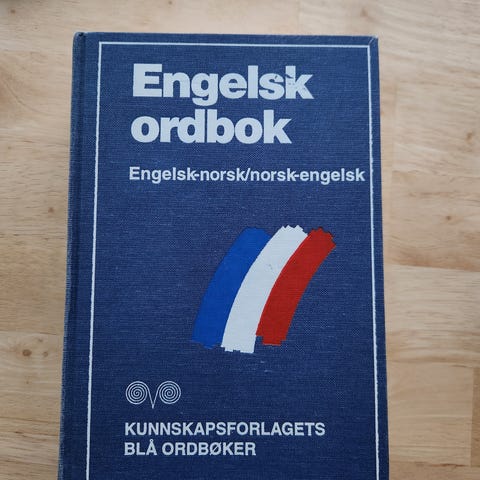 Engelsk
ordbok
Engelsk-norsk/norsk-engelsk
KUNNSKAPSFORLAGETS
BLÅ ORDBØKER